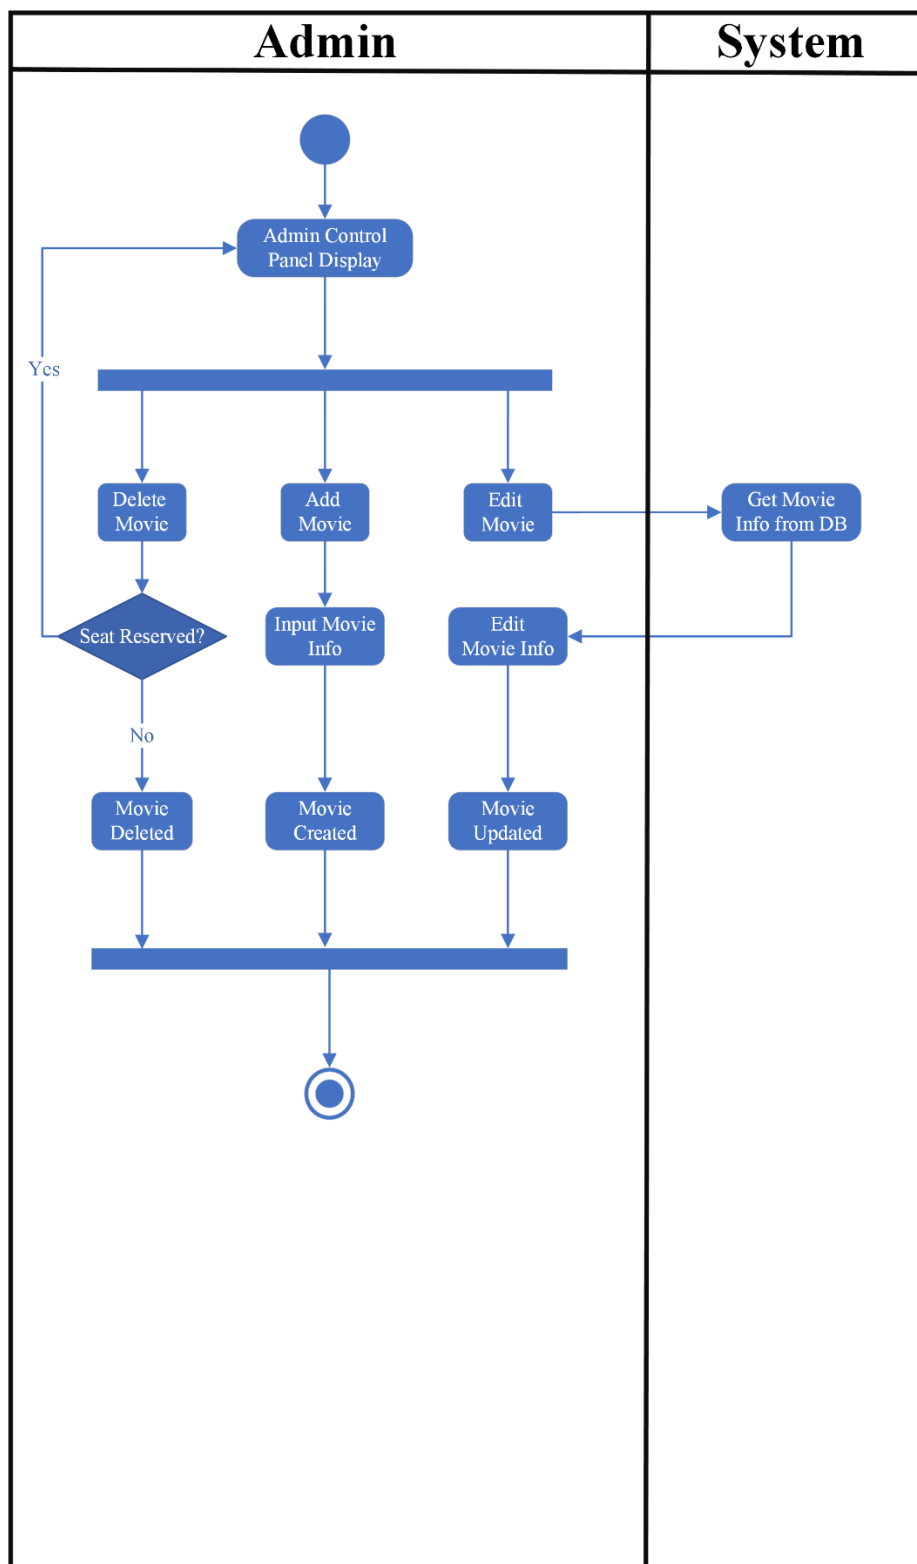 Admin
System
Admin Control
Panel Display
Yes
Delete
Movie
Add
Movie
Edit
Movie
Get Movie
Info from DB
Seat Reserved?
Input Movie
Info
Edit
Movie Info
No
Movie
Deleted
Movie
Created
Movie
Updated